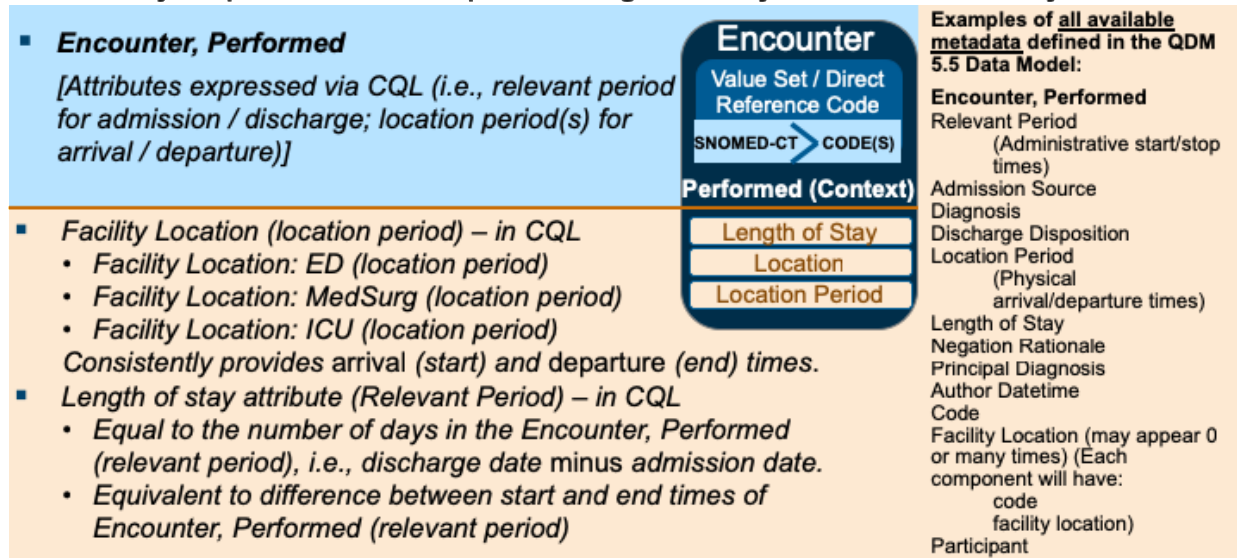 ▪ Encounter, Performed
[Attributes expressed via CQL (i.e., relevant period
for admission / discharge; location period(s) for
arrival / departure)]
▪ Facility Location (location period) – in CQL
• Facility Location: ED (location period)
• Facility Location: MedSurg (location period)
• Facility Location: ICU (location period)
Consistently provides arrival (start) and departure (end) times.
▪ Length of stay attribute (Relevant Period) – in CQL
• Equal to the number of days in the Encounter, Performed
(relevant period), i.e., discharge date minus admission date.
• Equivalent to difference between start and end times of
Encounter, Performed (relevant period)
Encounter
Value Set / Direct
Reference Code
SNOMED-CT CODE(S)
Performed (Context)
Length of Stay
Location
Location Period
Examples of all available
metadata defined in the QDM
5.5 Data Model:
Encounter, Performed
Relevant Period
(Administrative start/stop
times)
Admission Source
Diagnosis
Discharge Disposition
Location Period
(Physical
arrival/departure times)
Length of Stay
Negation Rationale
Principal Diagnosis
Author Datetime
Code
Facility Location (may appear 0
or many times) (Each
component will have:
code
facility location)
Participant